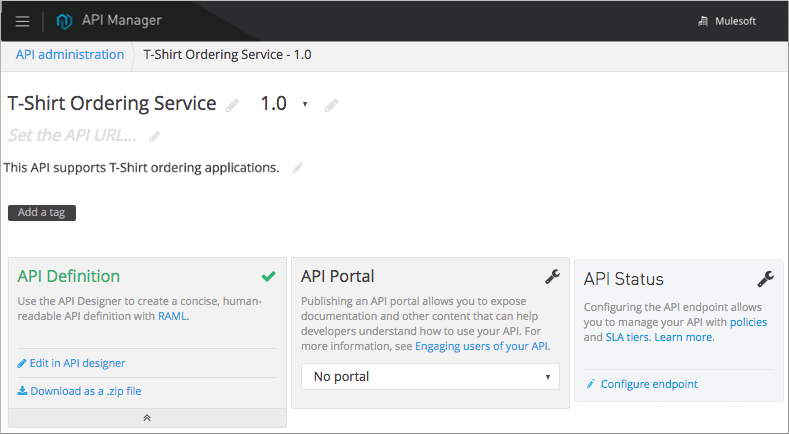 API Manager
Mulesoft
API administration
T-Shirt Ordering Service - 1.0
T-Shirt Ordering Service
1.0
Set the API URL...
This API supports T-Shirt ordering applications.
Add a tag
API Definition
Use the API Designer to create a concise, human-
readable API definition with RAML.
Edit in API designer
Download as a .zip file
API Portal
Publishing an API portal allows you to expose
documentation and other content that can help
developers understand how to use your API. For
more information, see Engaging users of your API.
No portal
API Status
Configuring the API endpoint allows
you to manage your API with policies
and SLA tiers. Learn more.
Configure endpoint